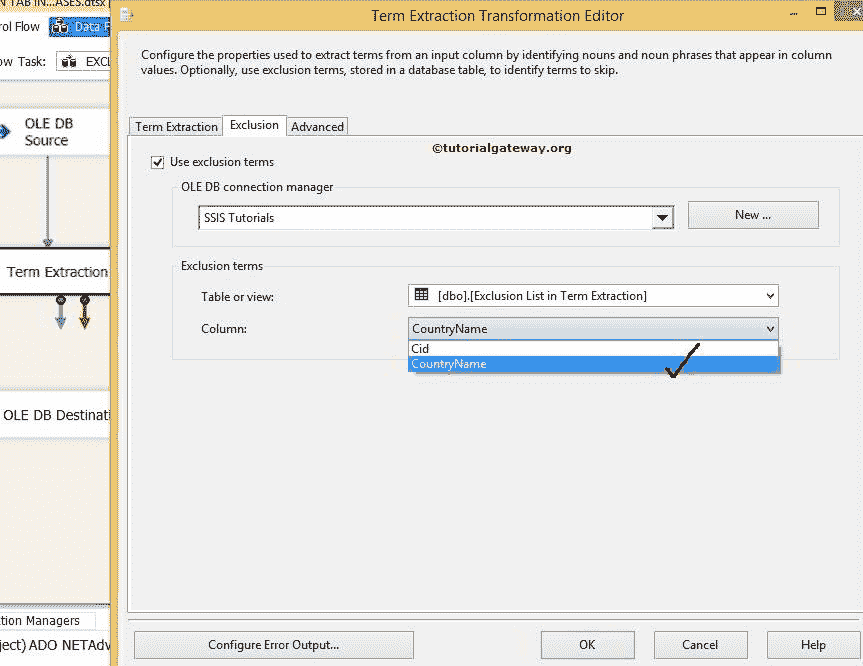 N TAB IN...ASES.dtsx
Term Extraction Transformation Editor
rol Flow
Data F
ow Task:
EXCL
Configure the properties used to extract terms from an input column by identifying nouns and noun phrases that appear in column
values. Optionally, use exclusion terms, stored in a database table, to identify terms to skip.
OLE DB
Source
Term Extraction
OLE DB Destinati
Term Extraction Exclusion Advanced
©tutorialgateway.org
Use exclusion terms
OLE DB connection manager
SSIS Tutorials
New ...
Exclusion terms
Table or view:
[dbo].[Exclusion List in Term Extraction]
Column:
CountryName
Cid
CountryName
tion Managers
ject) ADO NETAdv
Configure Error Output...
OK
Cancel
Help